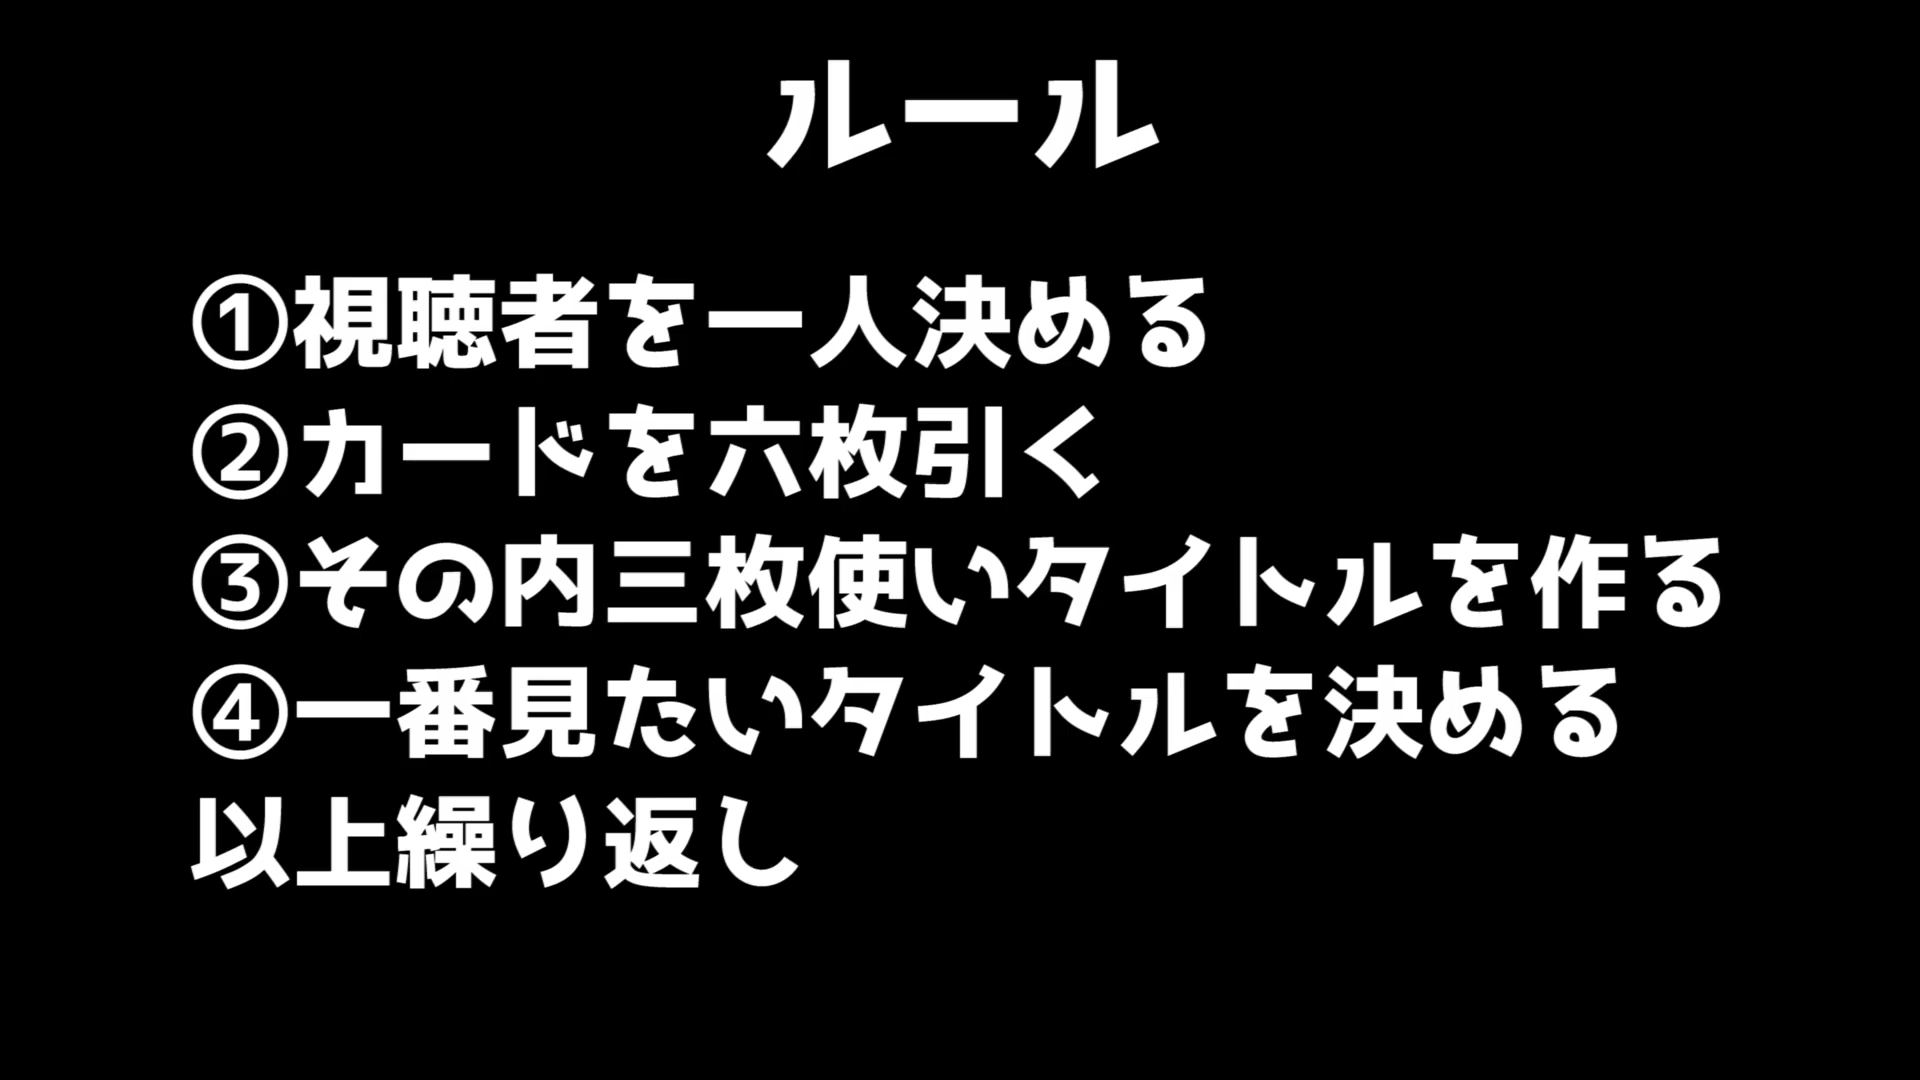 ルール
①視聴者を一人決める
②カードを六枚引く
③その内三枚使いタイトルを作る
④一番見たいタイトルを決める
以上繰り返し